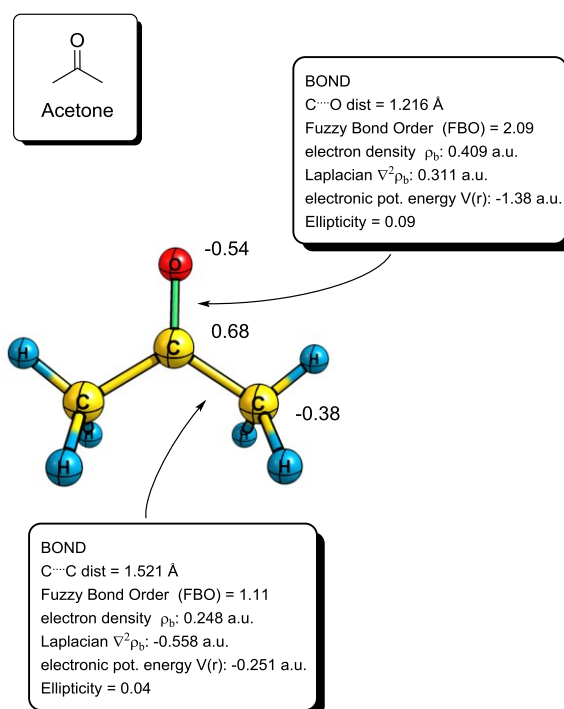 O
Acetone
BOND
C····O dist = 1.216 Å
Fuzzy Bond Order (FBO) = 2.09
electron density ρb: 0.409 a.u.
Laplacian ∇²ρb: 0.311 a.u.
electronic pot. energy V(r): -1.38 a.u.
Ellipticity = 0.09
O -0.54
C 0.68
H H
C C -0.38
H H
H H
BOND
C····C dist = 1.521 Å
Fuzzy Bond Order (FBO) = 1.11
electron density ρb: 0.248 a.u.
Laplacian ∇²ρb: -0.558 a.u.
electronic pot. energy V(r): -0.251 a.u.
Ellipticity = 0.04